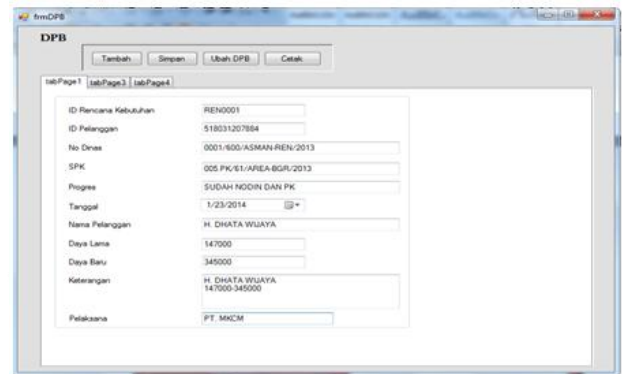 frmDPB
DPB
Tambah Simpan Ubah DPB Cetak
tabPage1 tabPage3 tabPage4
ID Rencana Kebutuhan REN0001
ID Pelanggan 518031207884
No Dinas 0001/600/ASMAN-REN/2013
SPK 005.PK/61/AREA-BGR/2013
Progres SUDAH NODIN DAN PK
Tanggal 1/23/2014
Nama Pelanggan H. DHATA WIJAYA
Daya Lama 147000
Daya Baru 345000
Keterangan H. DHATA WIJAYA
147000-345000
Pelaksana PT. MKCM